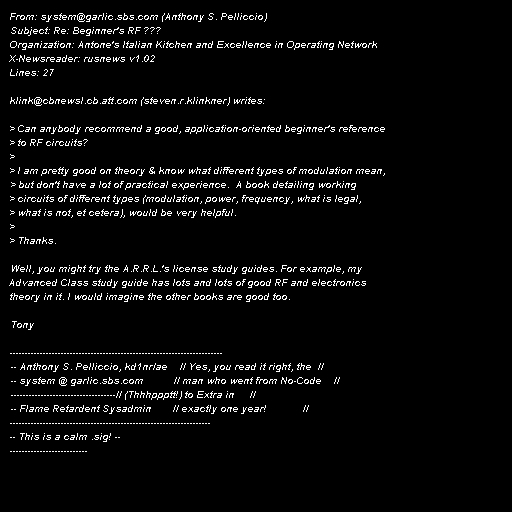 From: system@garlic.sbs.com (Anthony S. Pelliccio)
Subject: Re: Beginner's RF ???
Organization: Antone's Italian Kitchen and Excellence in Operating Network
X-Newsreader: rusnews v1.02
Lines: 27

klink@cbnewsl.cb.att.com (steven.r.klinkner) writes:

> Can anybody recommend a good, application-oriented beginner's reference
> to RF circuits?
>
> I am pretty good on theory & know what different types of modulation mean,
> but don't have a lot of practical experience.  A book detailing working
> circuits of different types (modulation, power, frequency, what is legal,
> what is not, et cetera), would be very helpful.
>
> Thanks.

Well, you might try the A.R.R.L.'s license study guides. For example, my
Advanced Class study guide has lots and lots of good RF and electronics
theory in it. I would imagine the other books are good too.

Tony

-----------------------------------------------------------------------
-- Anthony S. Pelliccio, kd1nr/ae    // Yes, you read it right, the  //
-- system @ garlic.sbs.com          // man who went from No-Code    //
-----------------------------------// (Thhhppptt!) to Extra in     //
-- Flame Retardent Sysadmin       // exactly one year!            //
-------------------------------------------------------------------
-- This is a calm .sig! --
--------------------------